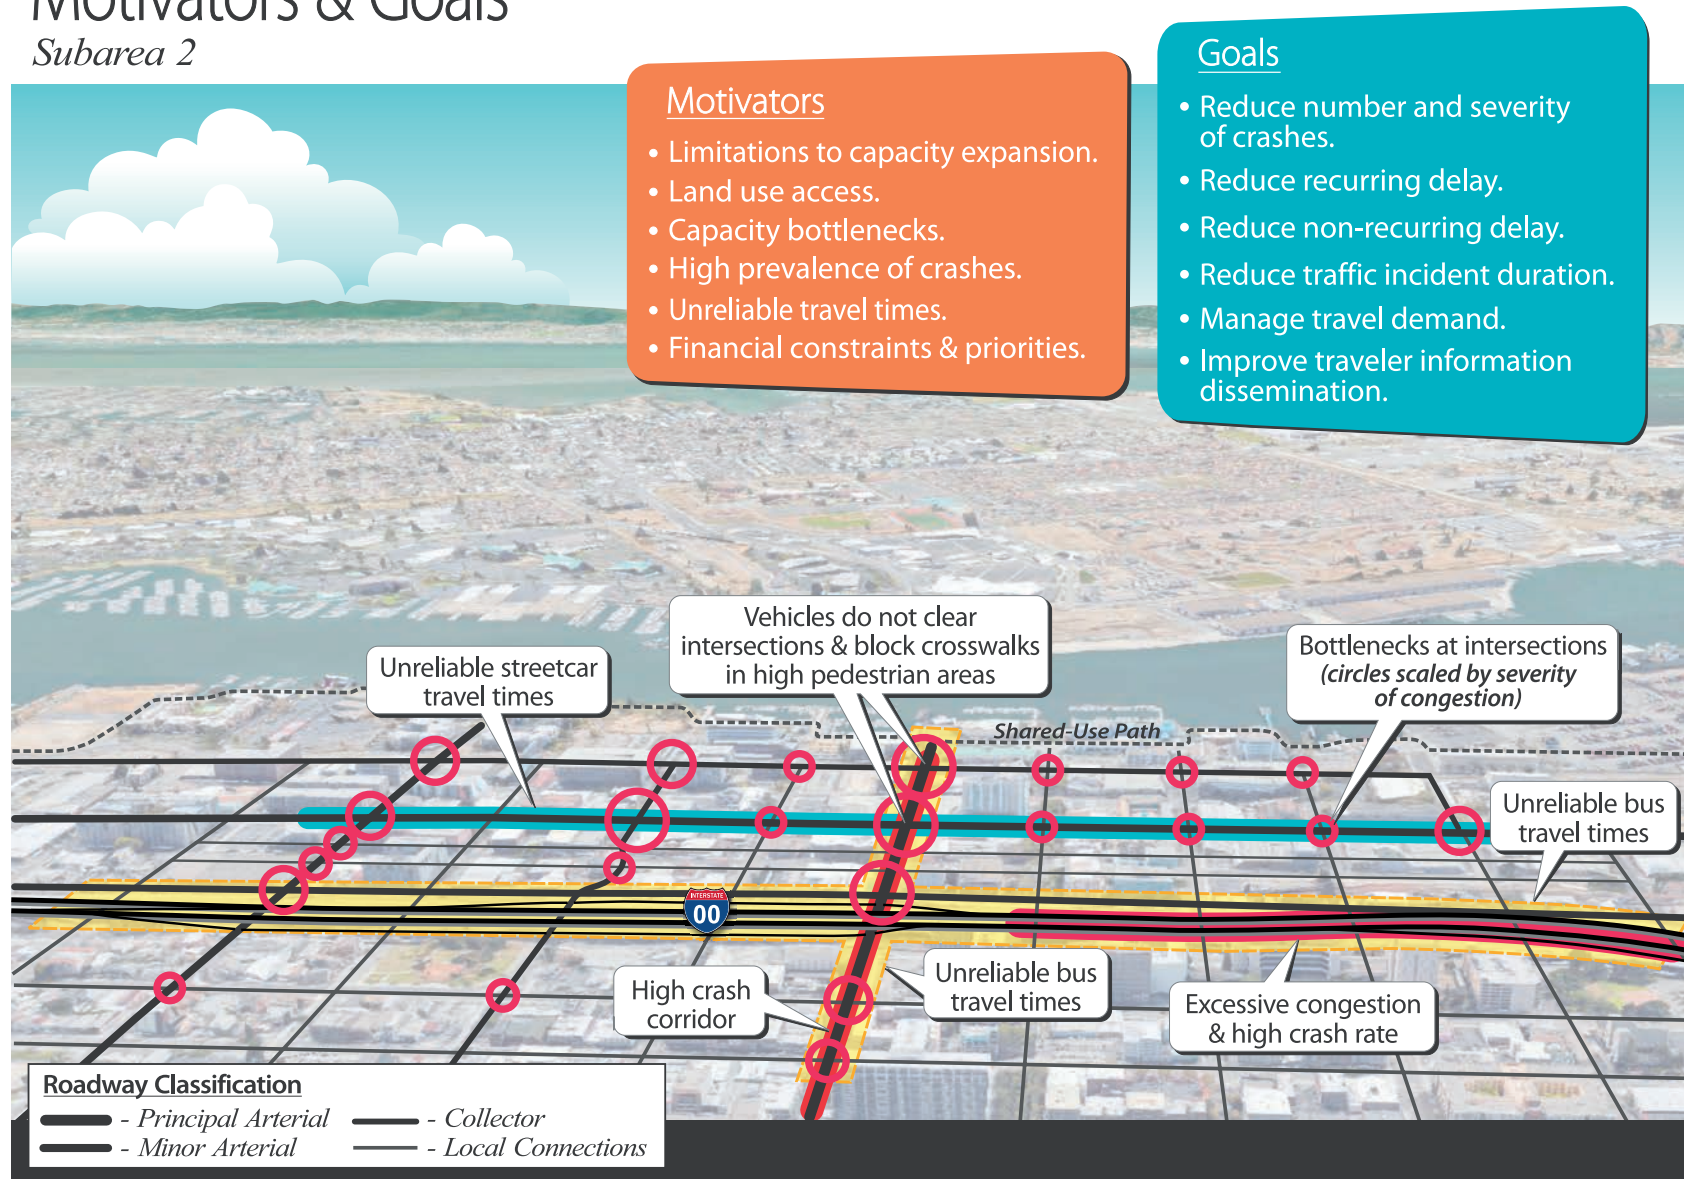 Motivators & Goals
Subarea 2
Motivators
• Limitations to capacity expansion.
• Land use access.
• Capacity bottlenecks.
• High prevalence of crashes.
• Unreliable travel times.
• Financial constraints & priorities.
Goals
• Reduce number and severity
of crashes.
• Reduce recurring delay.
• Reduce non-recurring delay.
• Reduce traffic incident duration.
• Manage travel demand.
• Improve traveler information
dissemination.
Unreliable streetcar
travel times
Vehicles do not clear
intersections & block crosswalks
in high pedestrian areas
Bottlenecks at intersections
(circles scaled by severity
of congestion)
Shared-Use Path
Unreliable bus
travel times
INTERSTATE
00
High crash
corridor
Unreliable bus
travel times
Excessive congestion
& high crash rate
Roadway Classification
- Principal Arterial
- Minor Arterial
- Collector
- Local Connections